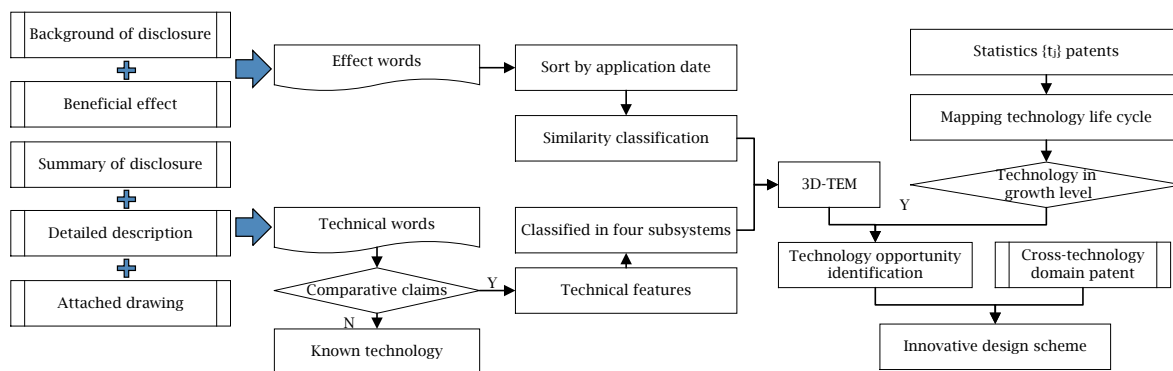 Background of disclosure
Beneficial effect
Summary of disclosure
Detailed description
Attached drawing
Effect words
Technical words
Comparative claims
Y
N
Known technology
Sort by application date
Similarity classification
Classified in four subsystems
Technical features
3D-TEM
Statistics {tⱼ} patents
Mapping technology life cycle
Technology in
growth level
Y
Technology opportunity
identification
Cross-technology
domain patent
Innovative design scheme